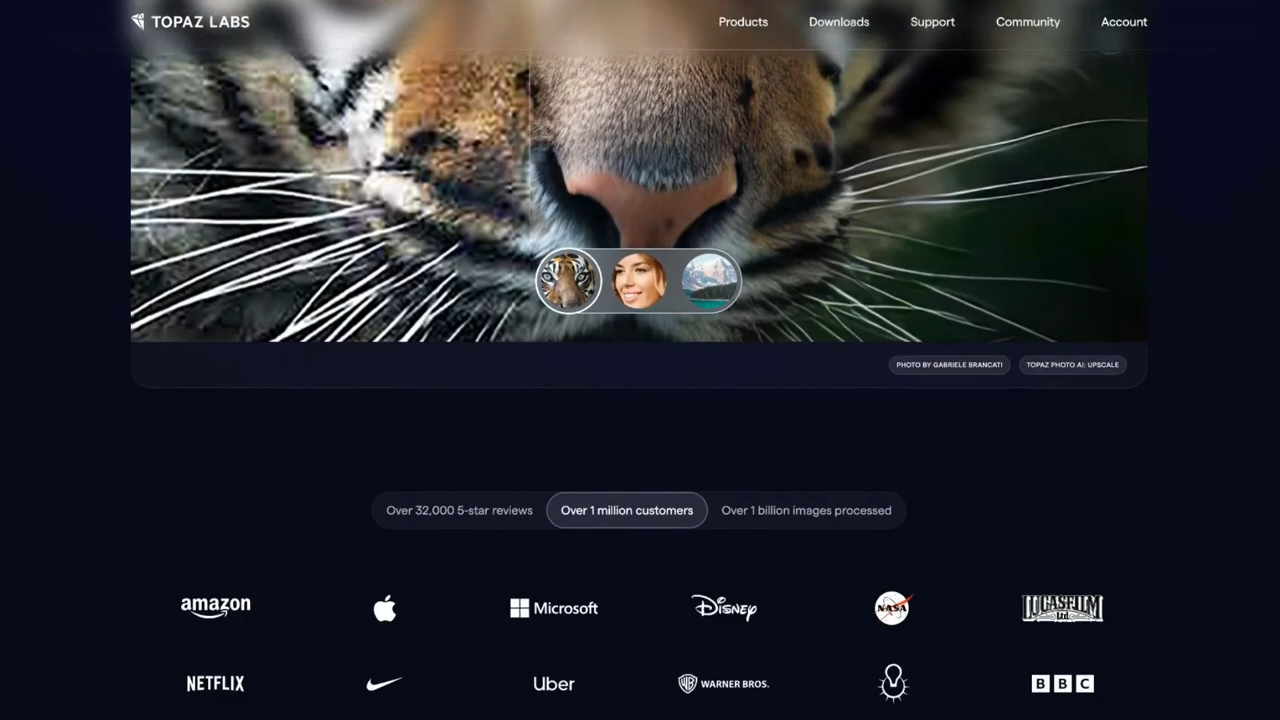 TOPAZ LABS
Products
Downloads
Support
Community
Account
PHOTO BY GABRIELE BRANCATI
TOPAZ PHOTO AI: UPSCALE
Over 32,000 5-star reviews
Over 1 million customers
Over 1 billion images processed
amazon
Microsoft
Disney
NASA
LUCASFILM
Ltd
NETFLIX
Uber
WB
WARNER BROS.
BBC